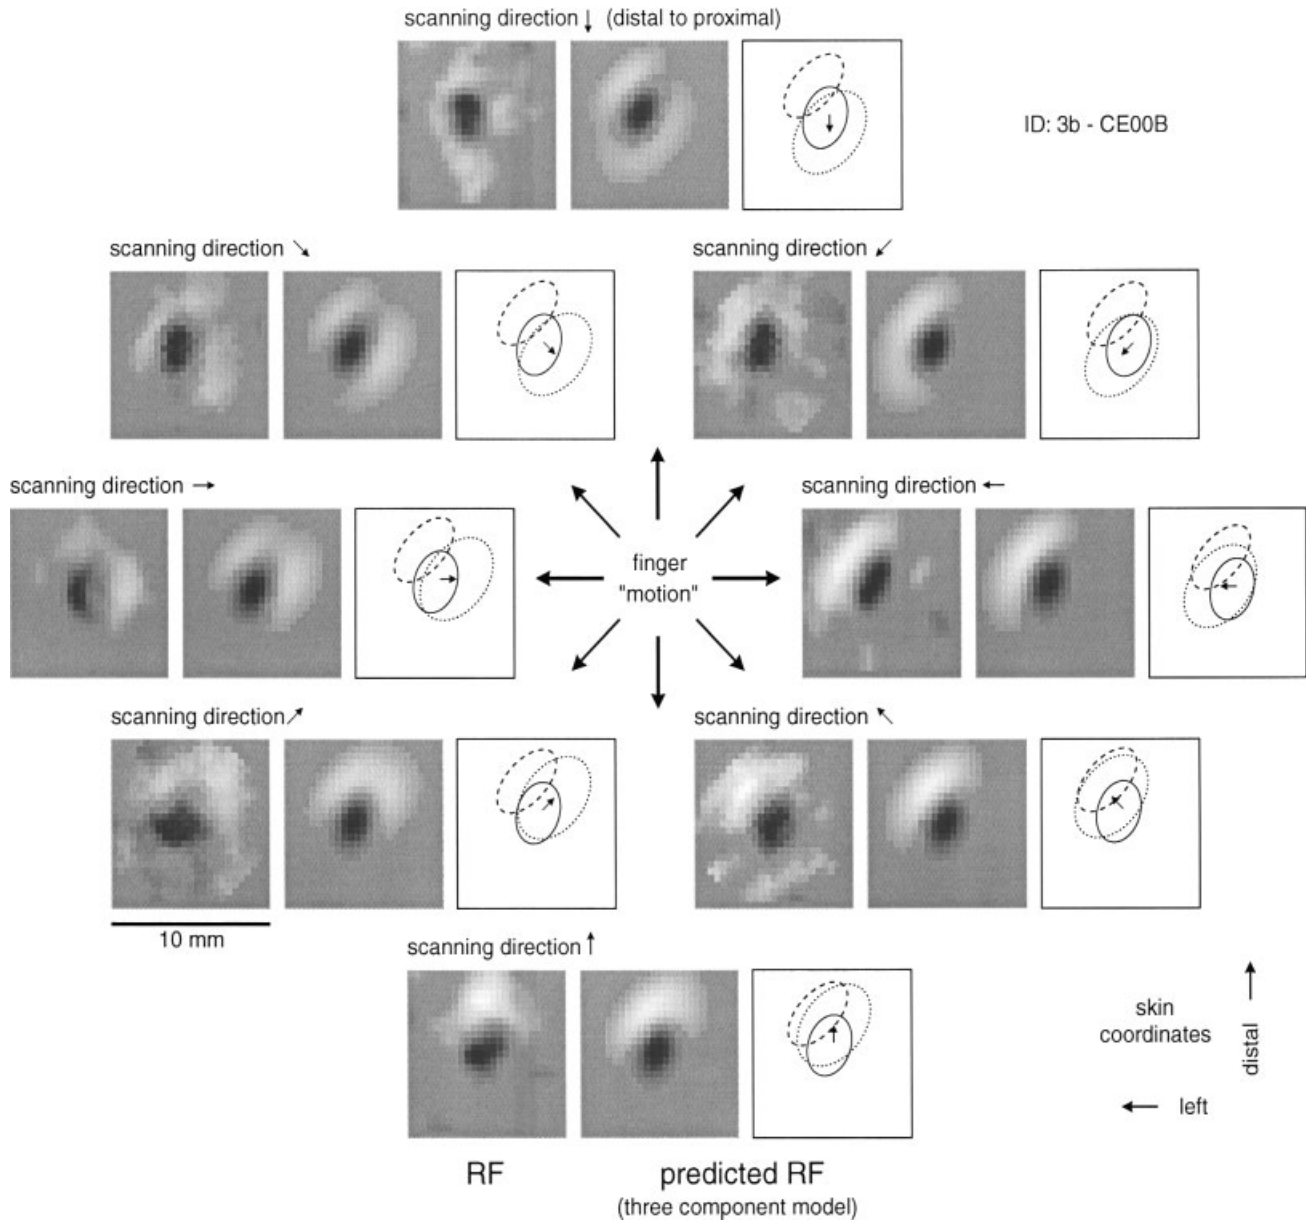 scanning direction ↓ (distal to proximal)
ID: 3b - CE00B
scanning direction ↘
scanning direction ↙
scanning direction →
scanning direction ←
finger
"motion"
scanning direction ↗
scanning direction ↖
10 mm
scanning direction ↑
skin
coordinates
distal
left
RF
predicted RF
(three component model)